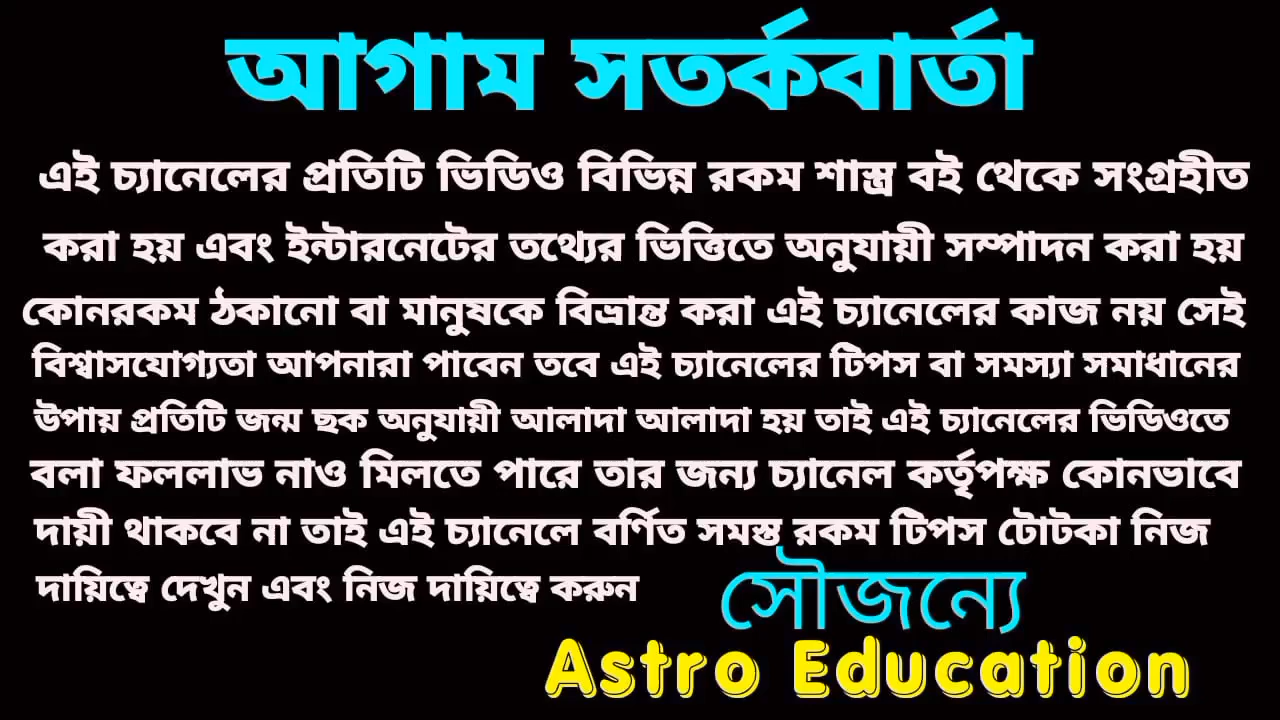 আগাম সতর্কবার্তা
এই চ্যানেলের প্রতিটি ভিডিও বিভিন্ন রকম শাস্ত্র বই থেকে সংগ্রহীত
করা হয় এবং ইন্টারনেটের তথ্যের ভিত্তিতে অনুযায়ী সম্পাদন করা হয়
কোনরকম ঠকানো বা মানুষকে বিভ্রান্ত করা এই চ্যানেলের কাজ নয় সেই
বিশ্বাসযোগ্যতা আপনারা পাবেন তবে এই চ্যানেলের টিপস বা সমস্যা সমাধানের
উপায় প্রতিটি জন্ম ছক অনুযায়ী আলাদা আলাদা হয় তাই এই চ্যানেলের ভিডিওতে
বলা ফললাভ নাও মিলতে পারে তার জন্য চ্যানেল কর্তৃপক্ষ কোনভাবে
দায়ী থাকবে না তাই এই চ্যানেলে বর্ণিত সমস্ত রকম টিপস টোটকা নিজ
দায়িত্বে দেখুন এবং নিজ দায়িত্বে করুন
সৌজন্যে
Astro Education